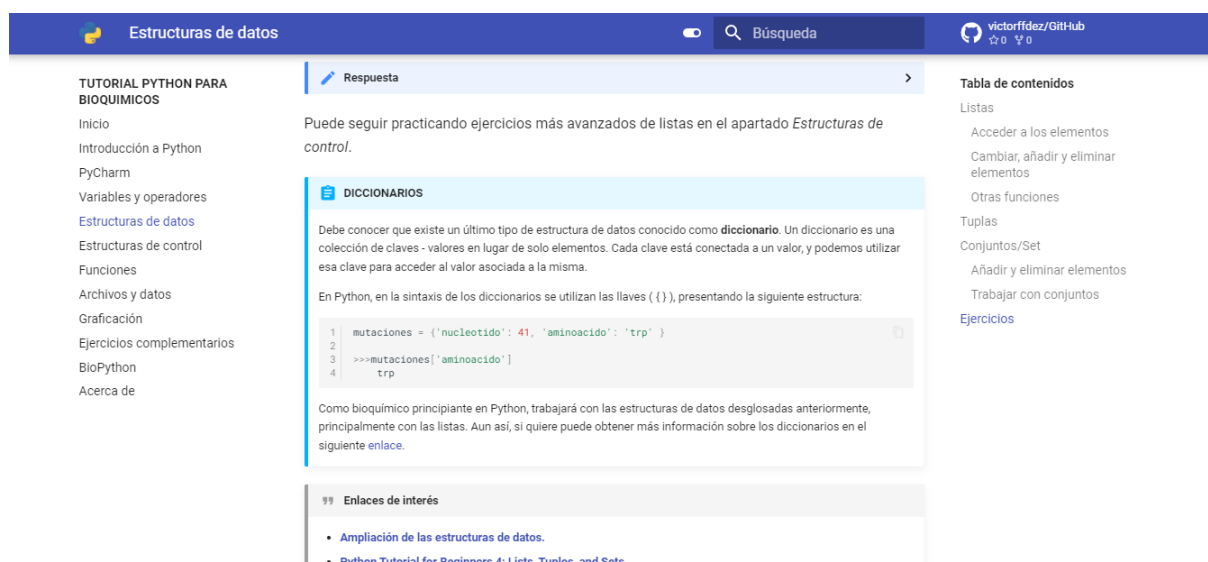 Estructuras de datos
Búsqueda
victorffdez/GitHub
0 0
TUTORIAL PYTHON PARA
BIOQUIMICOS
Inicio
Introducción a Python
PyCharm
Variables y operadores
Estructuras de datos
Estructuras de control
Funciones
Archivos y datos
Graficación
Ejercicios complementarios
BioPython
Acerca de
Respuesta
Puede seguir practicando ejercicios más avanzados de listas en el apartado Estructuras de
control.
DICCIONARIOS
Debe conocer que existe un último tipo de estructura de datos conocido como diccionario. Un diccionario es una
colección de claves - valores en lugar de solo elementos. Cada clave está conectada a un valor, y podemos utilizar
esa clave para acceder al valor asociada a la misma.
En Python, en la sintaxis de los diccionarios se utilizan las llaves ( {} ), presentando la siguiente estructura:
1 mutaciones = {'nucleotido': 41, 'aminoacido': 'trp' }
2
3 >>>mutaciones['aminoacido']
4 trp
Como bioquímico principiante en Python, trabajará con las estructuras de datos desglosadas anteriormente,
principalmente con las listas. Aun así, si quiere puede obtener más información sobre los diccionarios en el
siguiente enlace.
Enlaces de interés
Ampliación de las estructuras de datos.
Python Tutorial for Beginners 4: Lists, Tuples, and Sets
Tabla de contenidos
Listas
Acceder a los elementos
Cambiar, añadir y eliminar
elementos
Otras funciones
Tuplas
Conjuntos/Set
Añadir y eliminar elementos
Trabajar con conjuntos
Ejercicios